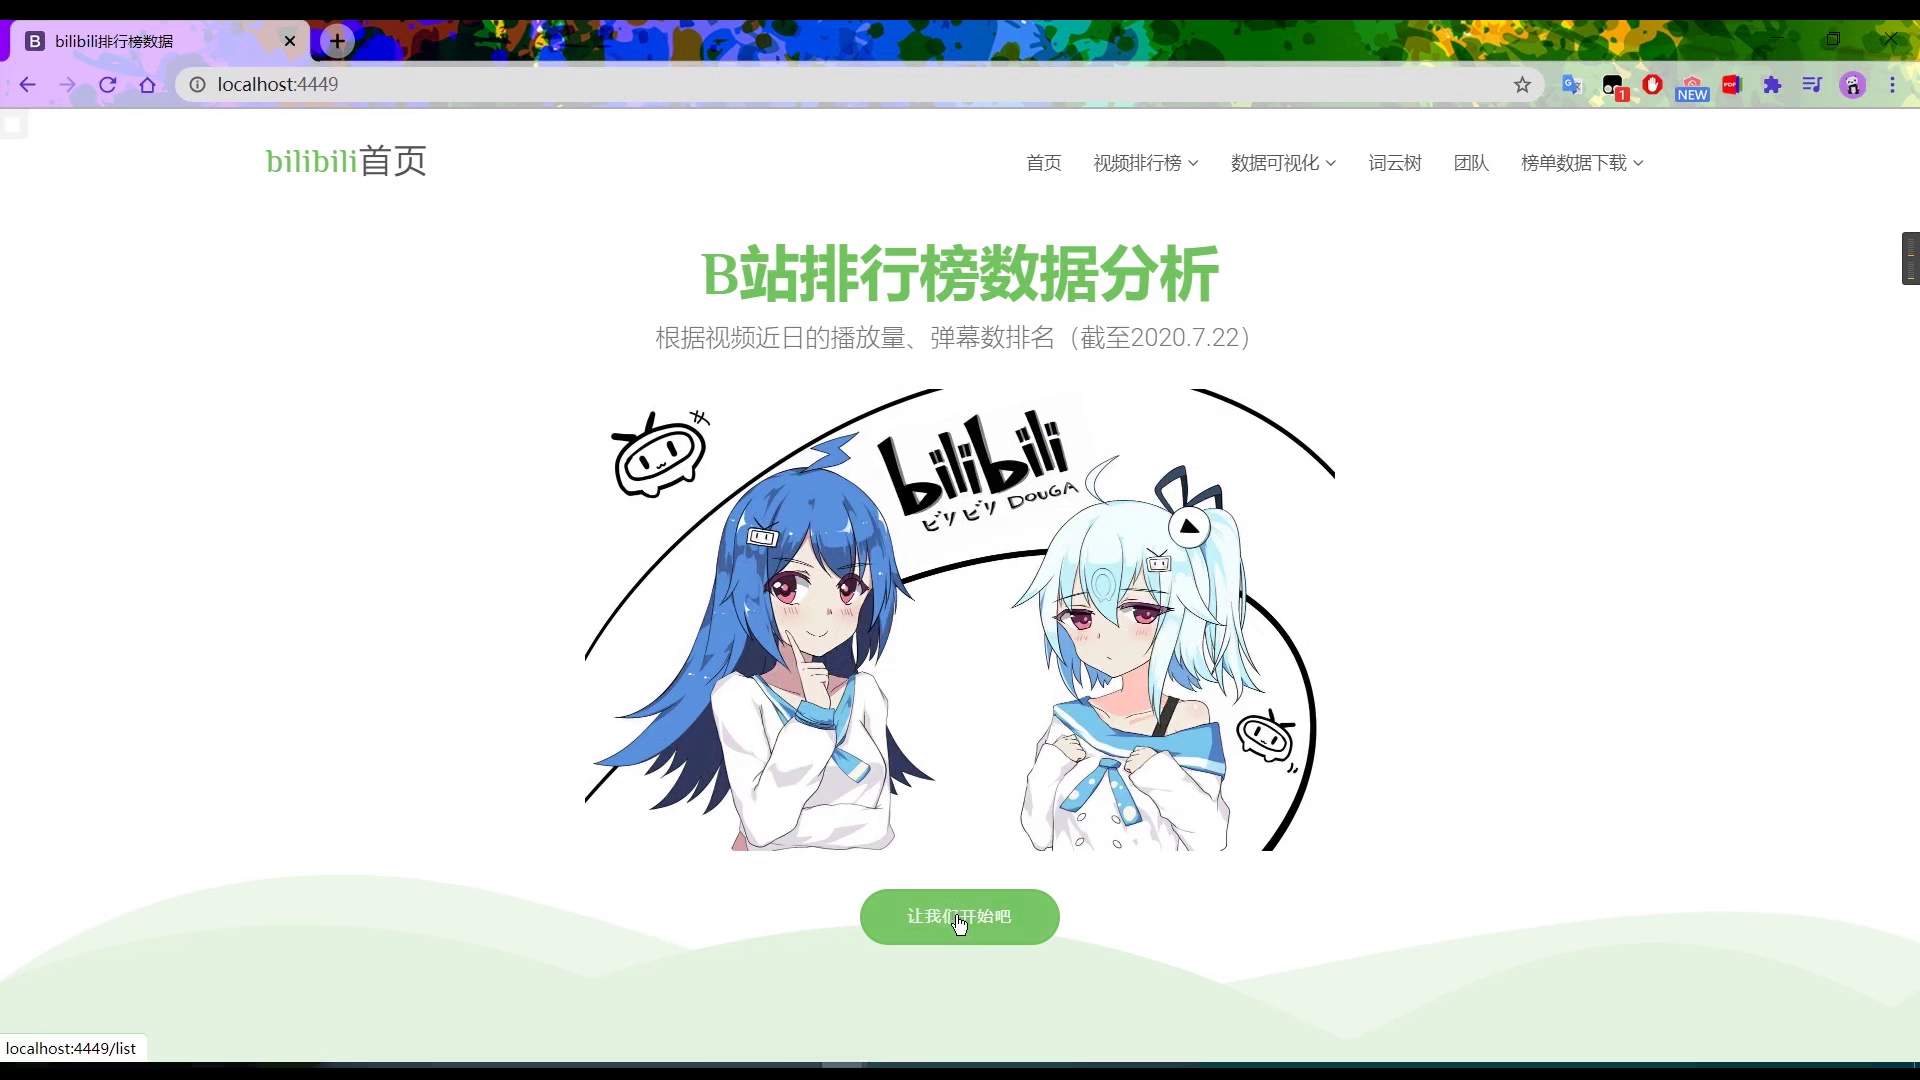 bilibili排行榜数据
localhost:4449
1
NEW
PDF
bilibili首页
首页 视频排行榜 数据可视化 词云树 团队 榜单数据下载
B站排行榜数据分析
根据视频近日的播放量、弹幕数排名（截至2020.7.22）
bilibili
ビリビリ DOUGA
让我们开始吧
localhost:4449/list